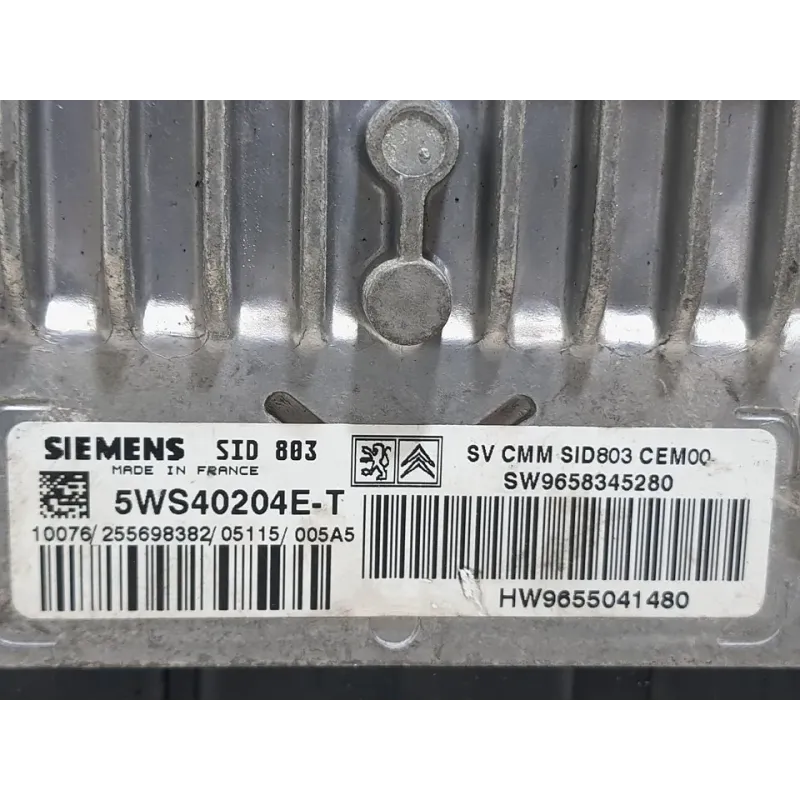 SIEMENS SID 803
MADE IN FRANCE
5WS40204E-T
10076/255698382/05115/005A5
SV CMM SID803 CEM00
SW9658345280
HW9655041480